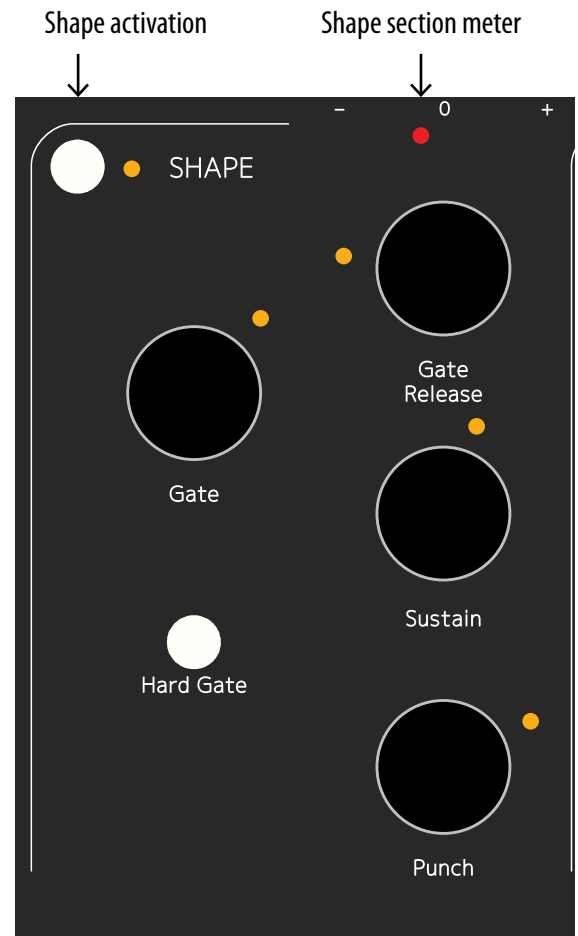 Shape activation
Shape section meter
– 0 +
SHAPE
Gate
Release
Gate
Sustain
Hard Gate
Punch